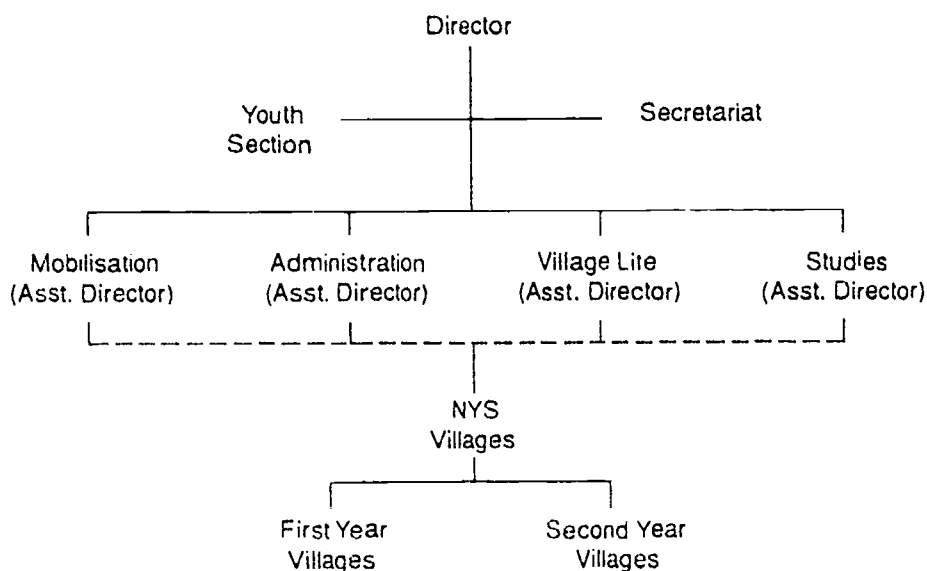 Director
Youth
Section
Secretariat
Mobilisation
(Asst. Director)
Administration
(Asst. Director)
Village Lite
(Asst. Director)
Studies
(Asst. Director)
NYS
Villages
First Year
Villages
Second Year
Villages